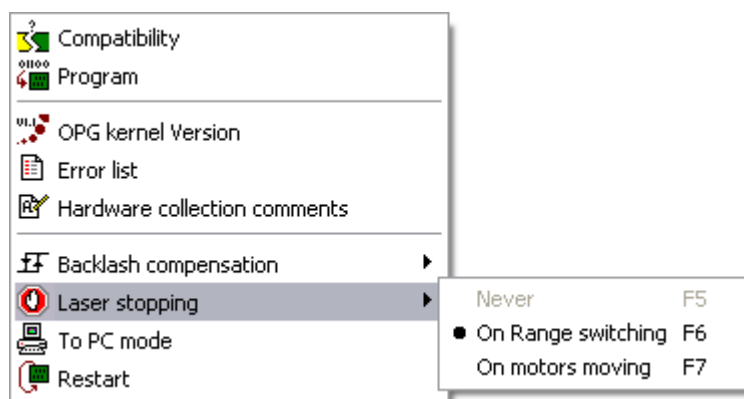 Compatibility
Program
OPG kernel Version
Error list
Hardware collection comments
Backlash compensation
Laser stopping
To PC mode
Restart
Never F5
On Range switching F6
On motors moving F7